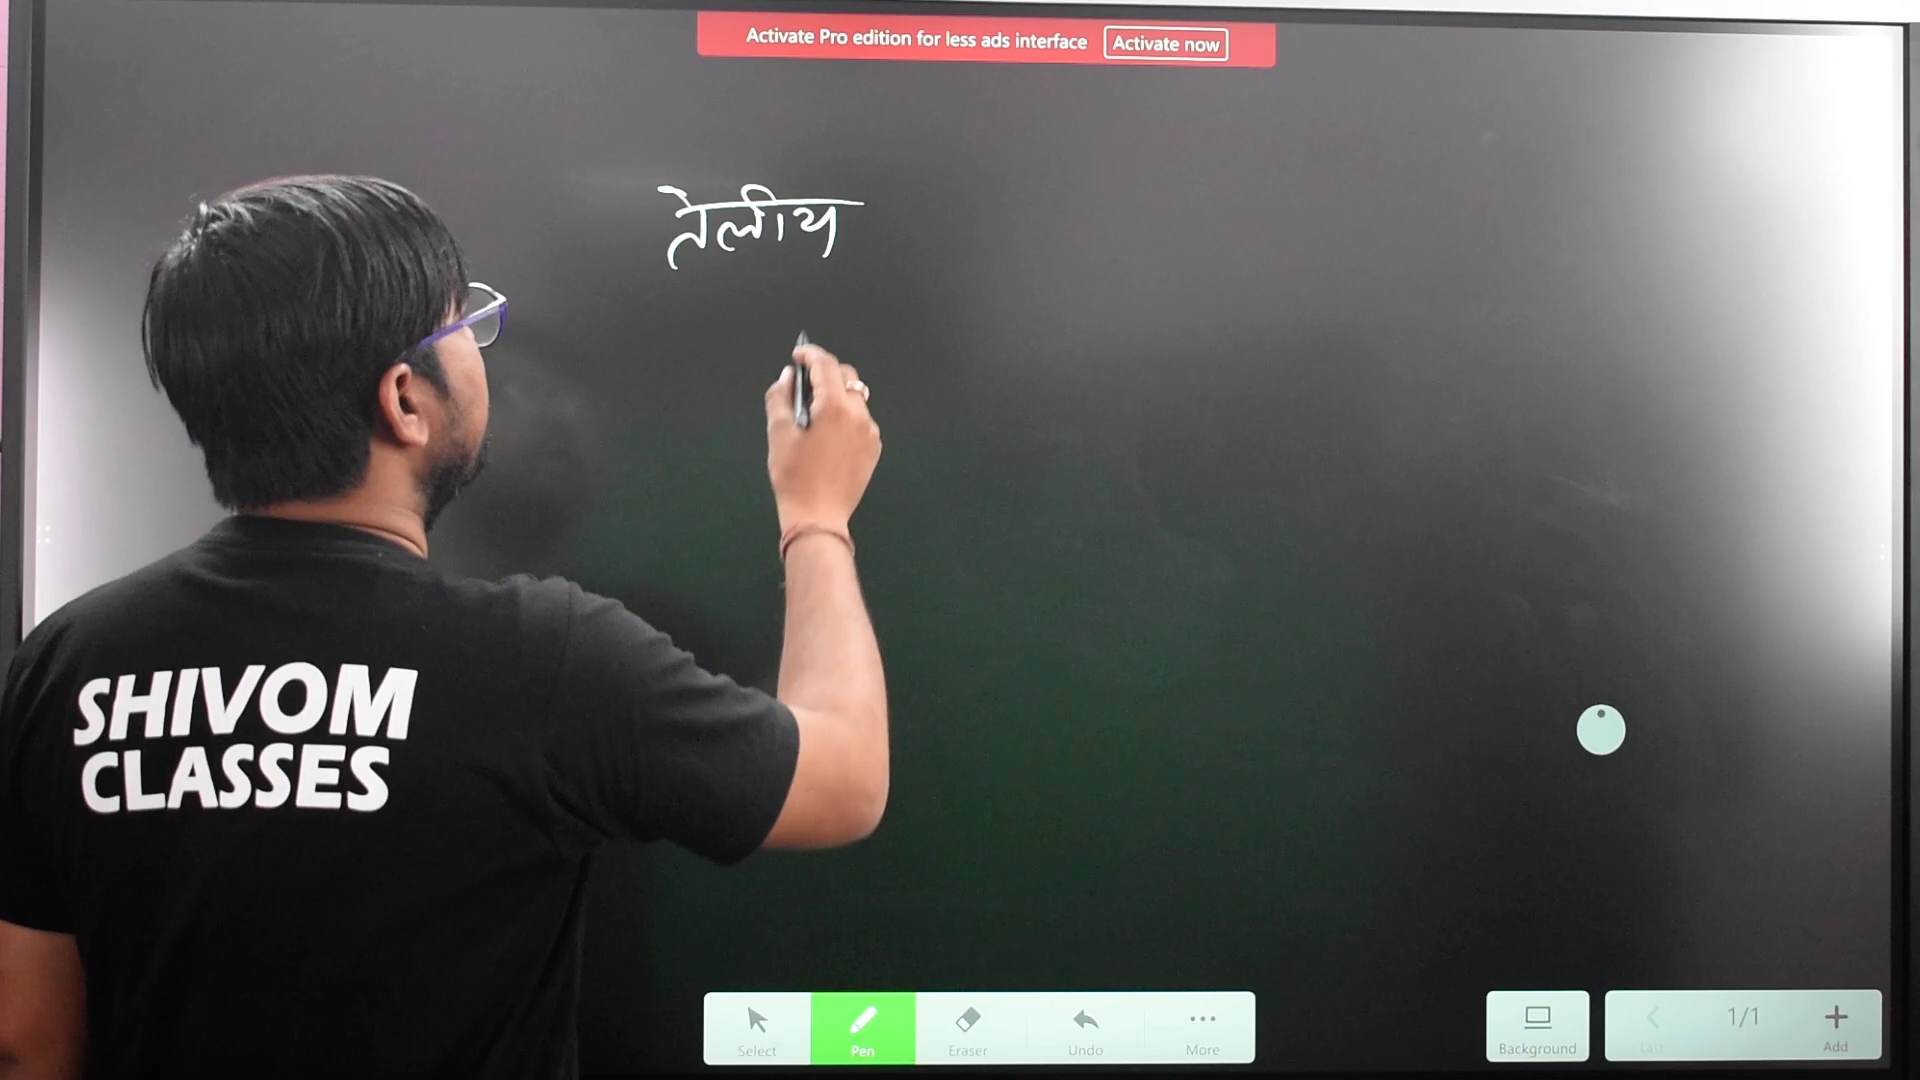 Activate Pro edition for less ads interface Activate now
तेलीय
SHIVOM
CLASSES
Select Pen Eraser Undo More
Background
Last 1/1 Add